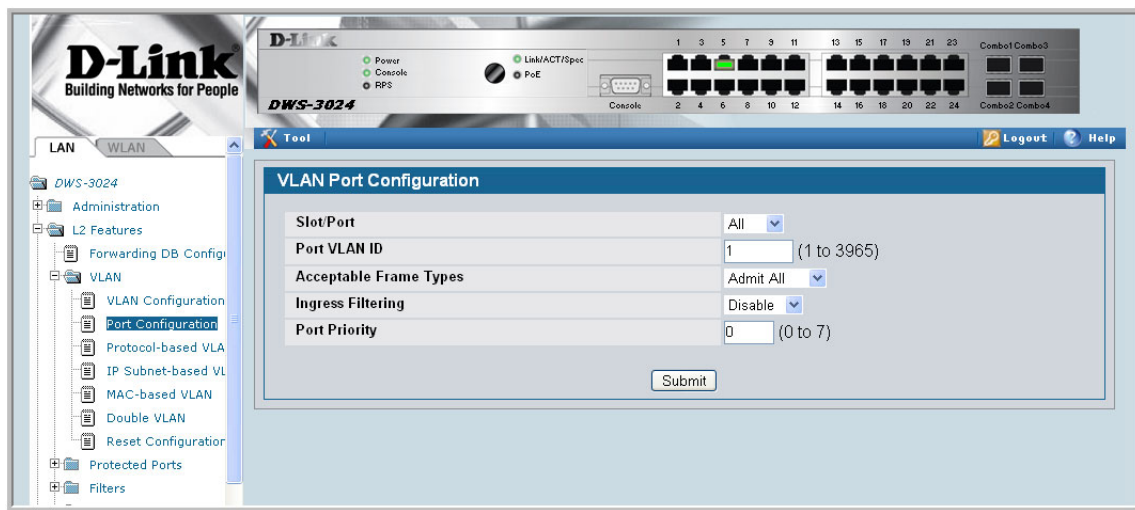 D-Link
Building Networks for People
D-Link
Power
Console
RPS
Link/ACT/Spec
PoE
DWS-3024
Console
1 3 5 7 9 11 13 15 17 19 21 23 Combo1 Combo3
2 4 6 8 10 12 14 16 18 20 22 24 Combo2 Combo4
LAN WLAN
Tool
Logout Help
DWS-3024
Administration
L2 Features
Forwarding DB Config
VLAN
VLAN Configuration
Port Configuration
Protocol-based VLA
IP Subnet-based VL
MAC-based VLAN
Double VLAN
Reset Configuration
Protected Ports
Filters
VLAN Port Configuration
Slot/Port All
Port VLAN ID 1 (1 to 3965)
Acceptable Frame Types Admit All
Ingress Filtering Disable
Port Priority 0 (0 to 7)
Submit